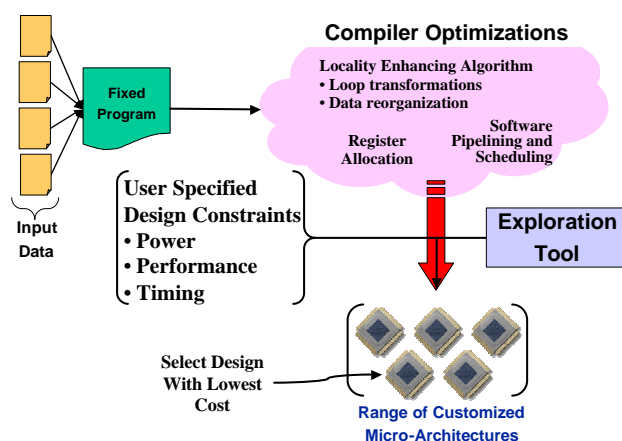 Compiler Optimizations
Locality Enhancing Algorithm
• Loop transformations
• Data reorganization
Register
Allocation
Software
Pipelining and
Scheduling
Fixed
Program
Input
Data
User Specified
Design Constraints
• Power
• Performance
• Timing
Exploration
Tool
Select Design
With Lowest
Cost
Range of Customized
Micro-Architectures